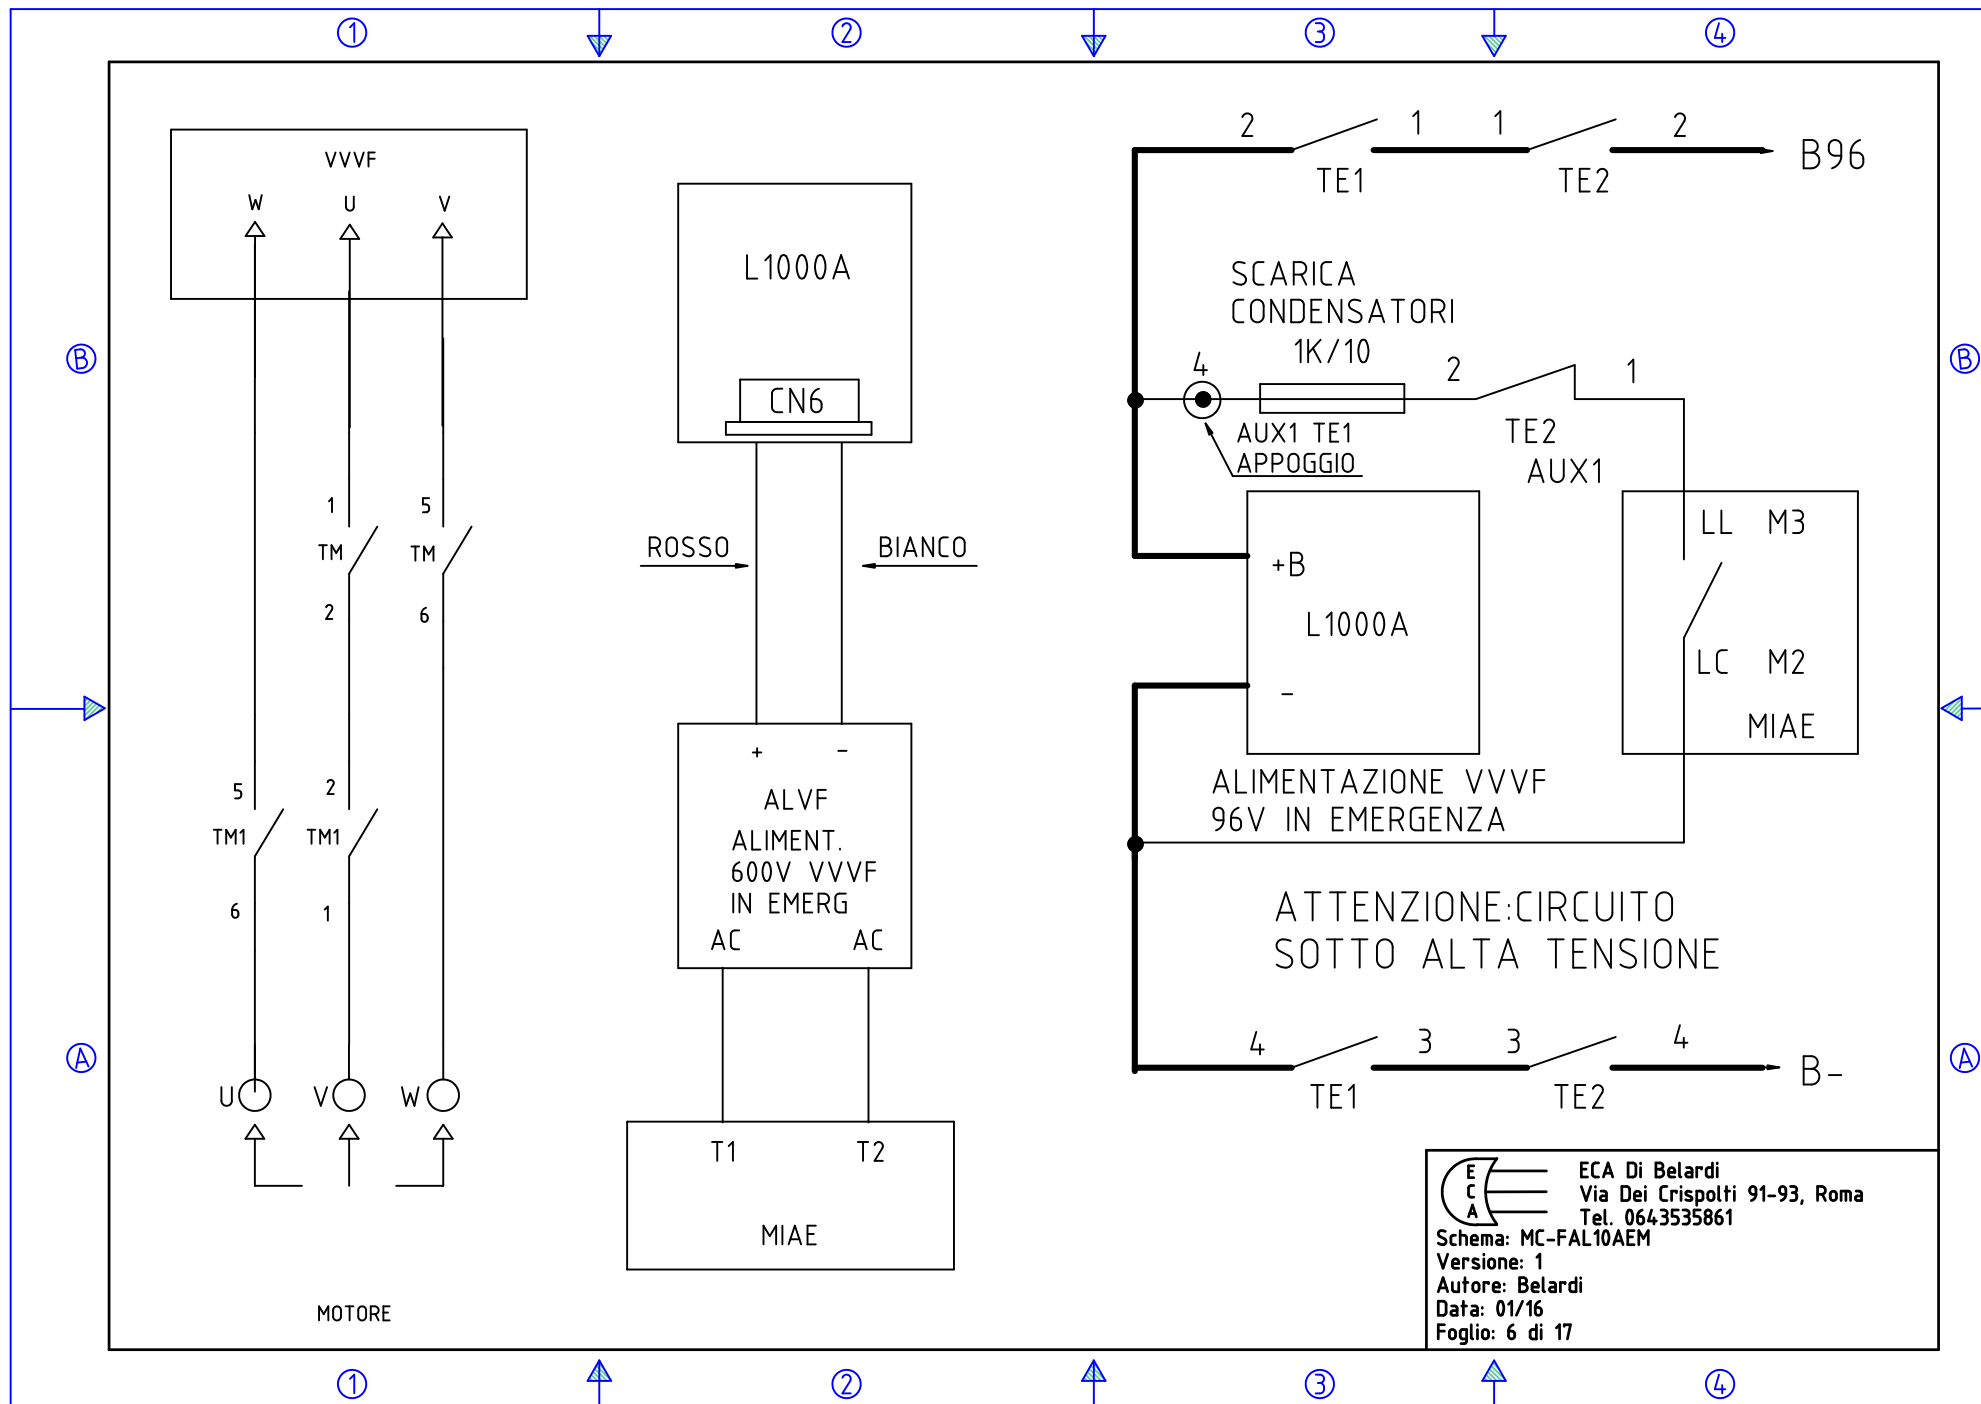 1
2
3
4
B
A
B
A
1
2
3
4
VVVF
W U V
1
5
TM
TM
2
6
5
2
TM1
TM1
6
1
U V W
MOTORE
L1000A
CN6
ROSSO
BIANCO
+ -
ALVF
ALIMENT.
600V VVVF
IN EMERG
AC AC
T1 T2
MIAE
2 1 1 2
B96
TE1 TE2
SCARICA
CONDENSATORI
1K/10
4
2 1
AUX1 TE1
APPOGGIO
TE2
AUX1
+B
L1000A
-
LL M3
LC M2
MIAE
ALIMENTAZIONE VVVF
96V IN EMERGENZA
ATTENZIONE:CIRCUITO
SOTTO ALTA TENSIONE
4 3 3 4
B-
TE1 TE2
E
C
A
ECA Di Belardi
Via Dei Crispolti 91-93, Roma
Tel. 0643535861
Schema: MC-FAL10AEM
Versione: 1
Autore: Belardi
Data: 01/16
Foglio: 6 di 17